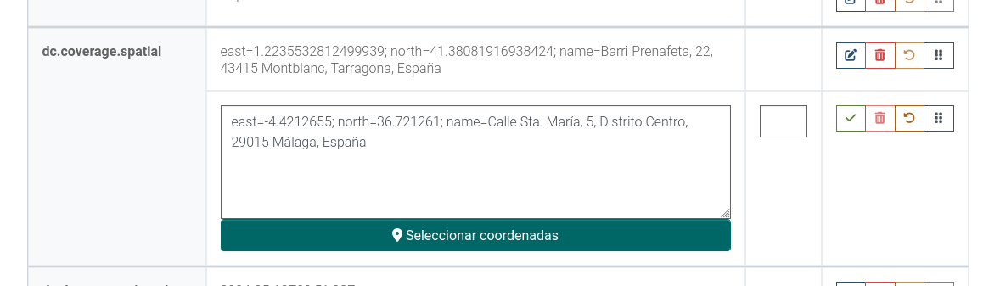 dc.coverage.spatial
east=1.2235532812499939; north=41.38081916938424; name=Barri Prenafeta, 22,
43415 Montblanc, Tarragona, España
east=-4.4212655; north=36.721261; name=Calle Sta. María, 5, Distrito Centro,
29015 Málaga, España
Seleccionar coordenadas